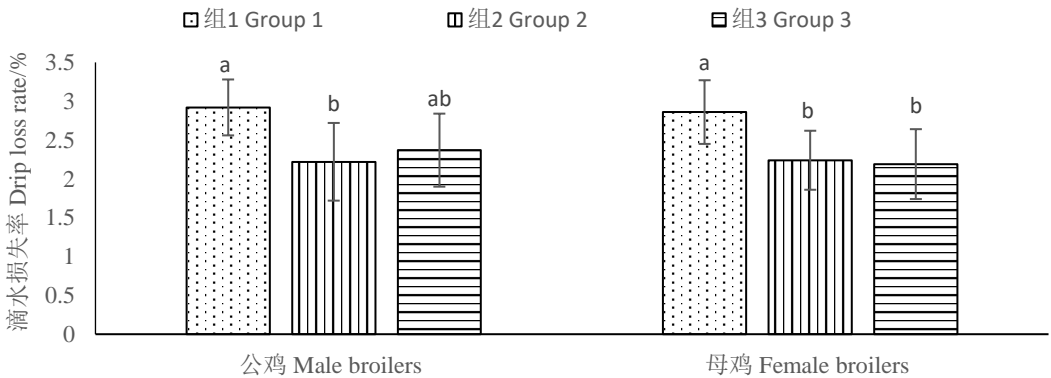 组1 Group 1 组2 Group 2 组3 Group 3
滴水损失率 Drip loss rate/%
3.5
3
2.5
2
1.5
1
0.5
0
a
b
ab
a
b
b
公鸡 Male broilers
母鸡 Female broilers